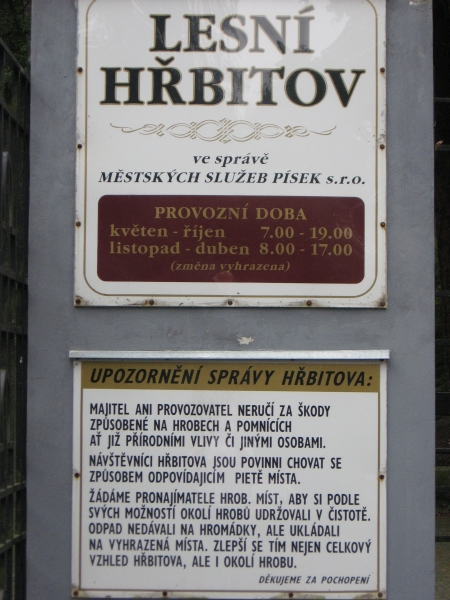 LESNÍ
HŘBITOV
ve správě
MĚSTSKÝCH SLUŽEB PÍSEK s.r.o.
PROVOZNÍ DOBA
květen - říjen 7.00 - 19.00
listopad - duben 8.00 - 17.00
(změna vyhrazena)
UPOZORNĚNÍ SPRÁVY HŘBITOVA:
MAJITEL ANI PROVOZOVATEL NERUČÍ ZA ŠKODY
ZPŮSOBENÉ NA HROBECH A POMNÍCÍCH
AŤ JIŽ PŘÍRODNÍMI VLIVY ČI JINÝMI OSOBAMI.
NÁVŠTĚVNÍCI HŘBITOVA JSOU POVINNI CHOVAT SE
ZPŮSOBEM ODPOVÍDAJICÍM PIETĚ MÍSTA.
ŽÁDÁME PRONAJÍMATELE HROB. MÍST, ABY SI PODLE
SVÝCH MOŽNOSTÍ OKOLÍ HROBŮ UDRŽOVALI V ČISTOTĚ.
ODPAD NEDÁVALI NA HROMÁDKY, ALE UKLÁDALI
NA VYHRAZENÁ MÍSTA. ZLEPŠÍ SE TÍM NEJEN CELKOVÝ
VZHLED HŘBITOVA, ALE I OKOLÍ HROBU.
DĚKUJEME ZA POCHOPENÍ